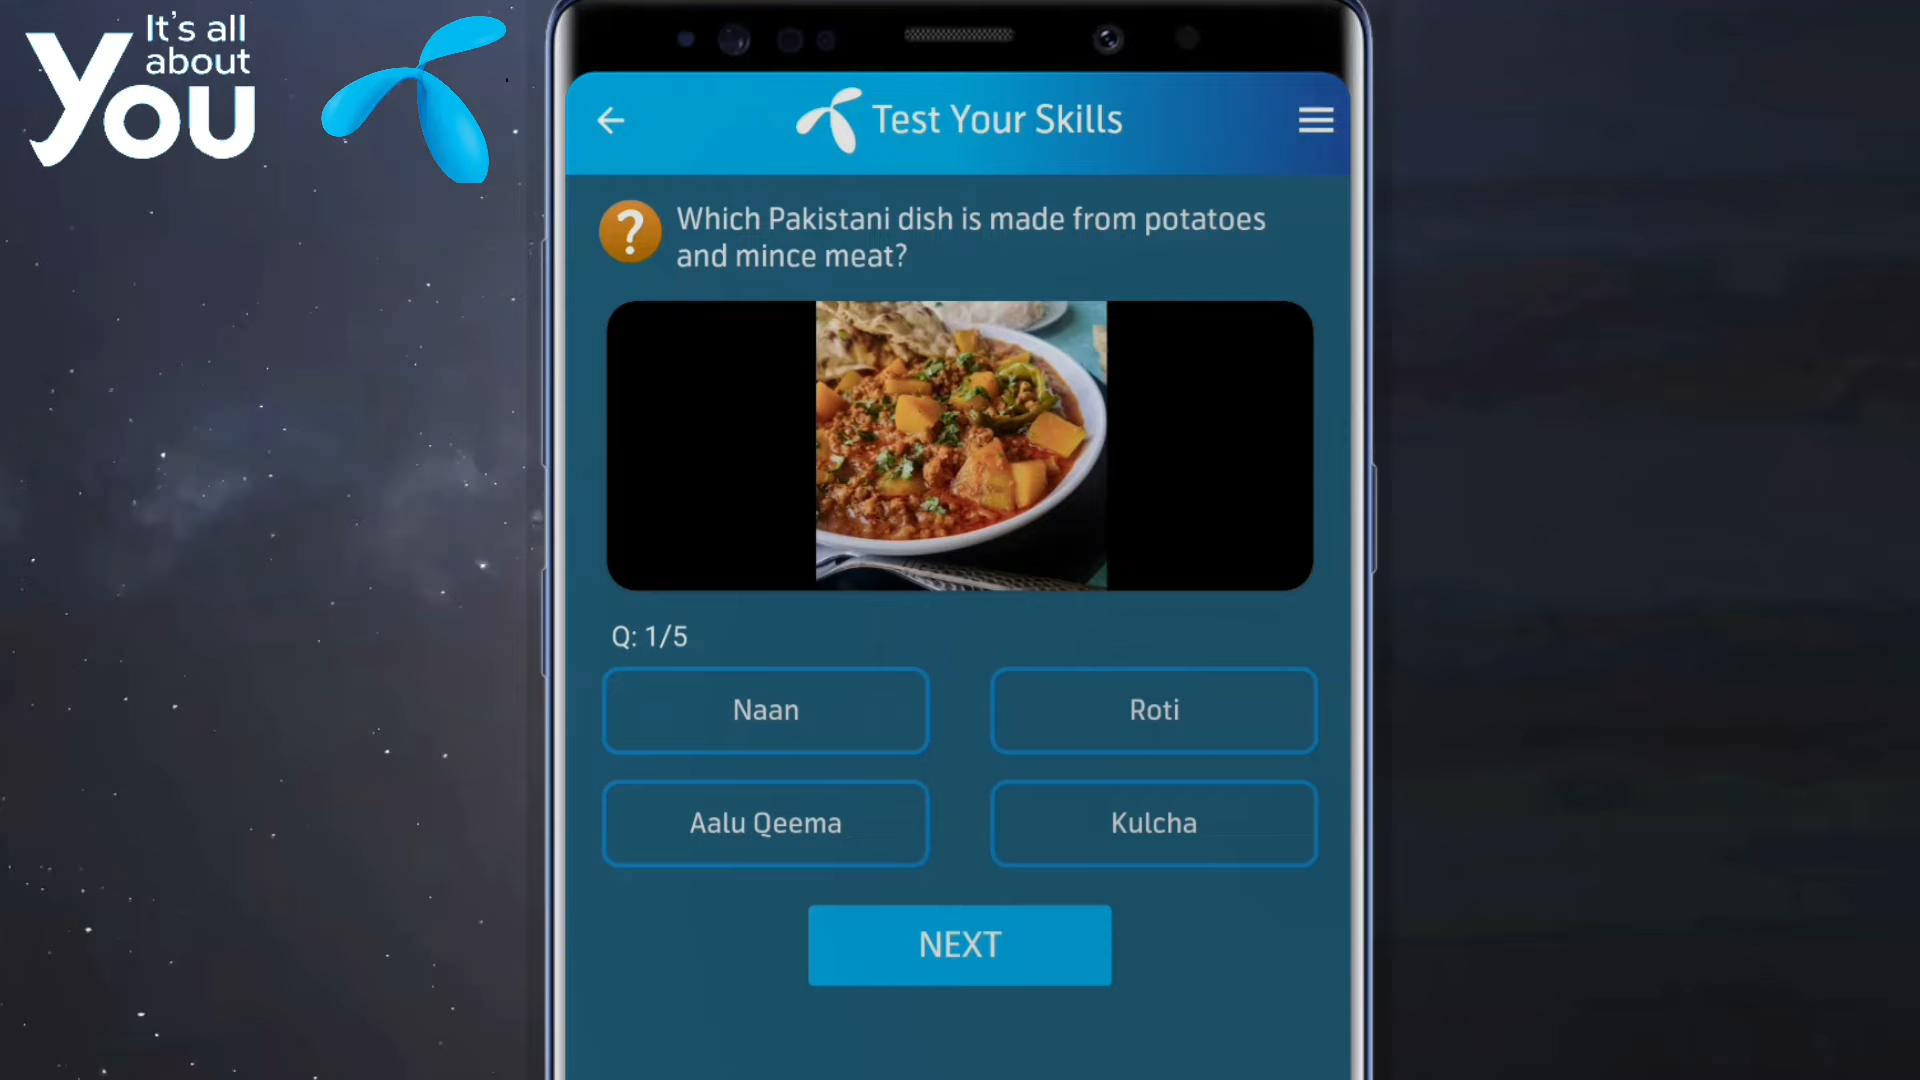 It's all
about
You
Test Your Skills
?
Which Pakistani dish is made from potatoes
and mince meat?
Q: 1/5
Naan
Roti
Aalu Qeema
Kulcha
NEXT